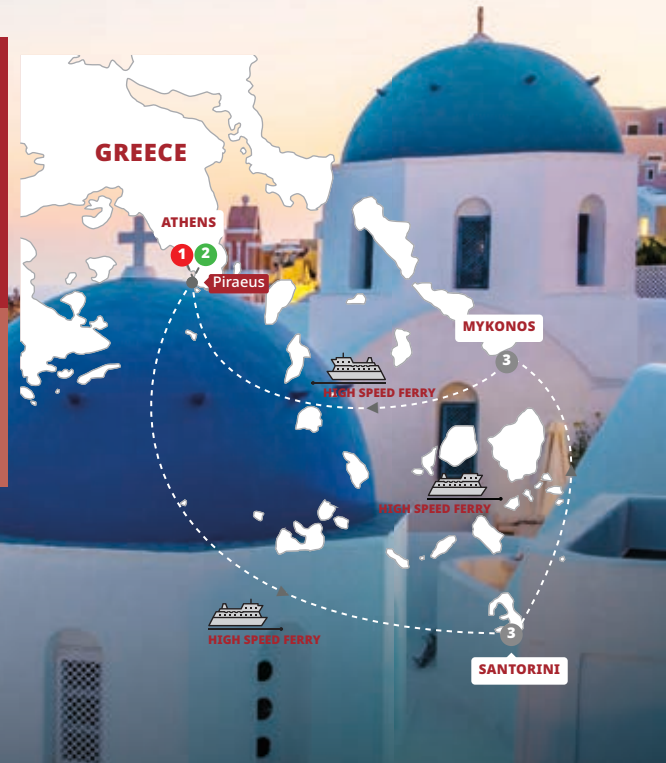 GREECE
ATHENS
1 2
Piraeus
MYKONOS
3
HIGH SPEED FERRY
HIGH SPEED FERRY
HIGH SPEED FERRY
3
SANTORINI